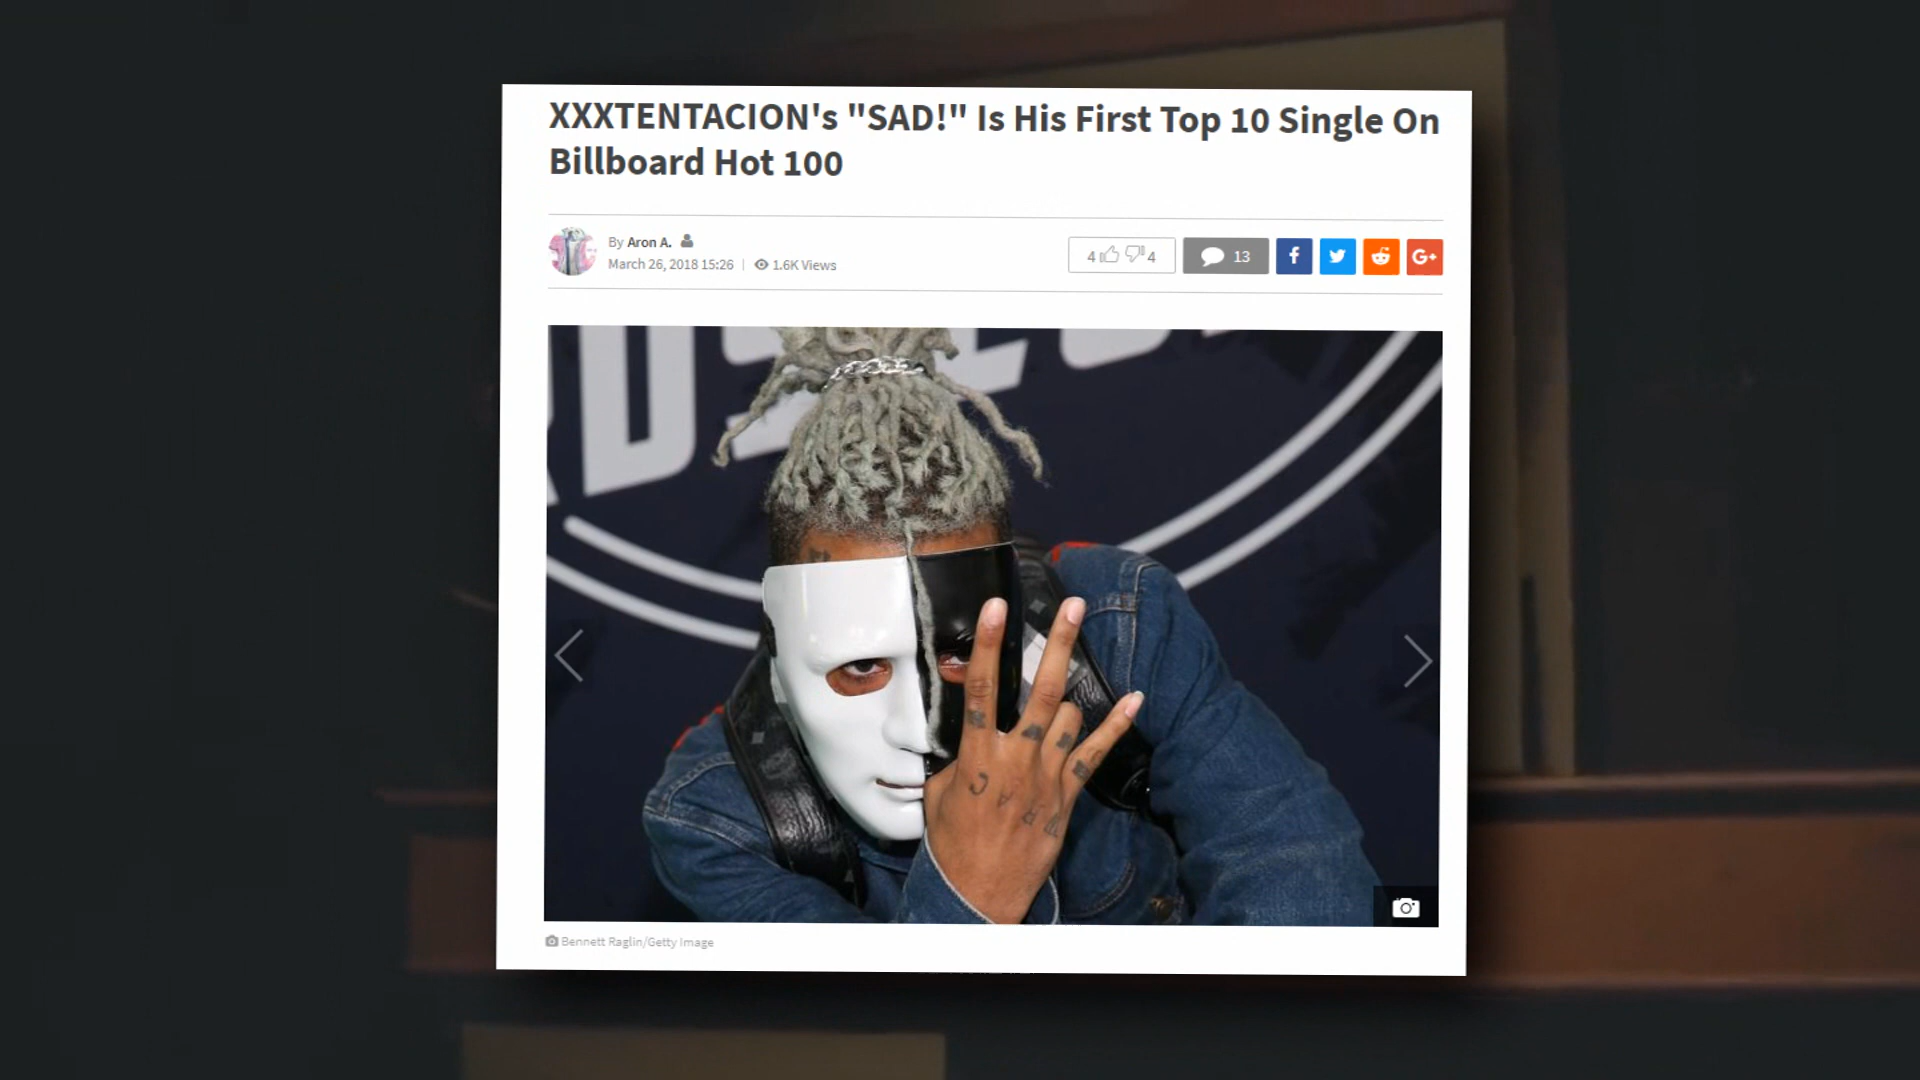 XXXTENTACION's "SAD!" Is His First Top 10 Single On
Billboard Hot 100
By Aron A.
March 26, 2018 15:26 | 1.6K Views
4 4 13
Bennett Raglin/Getty Image